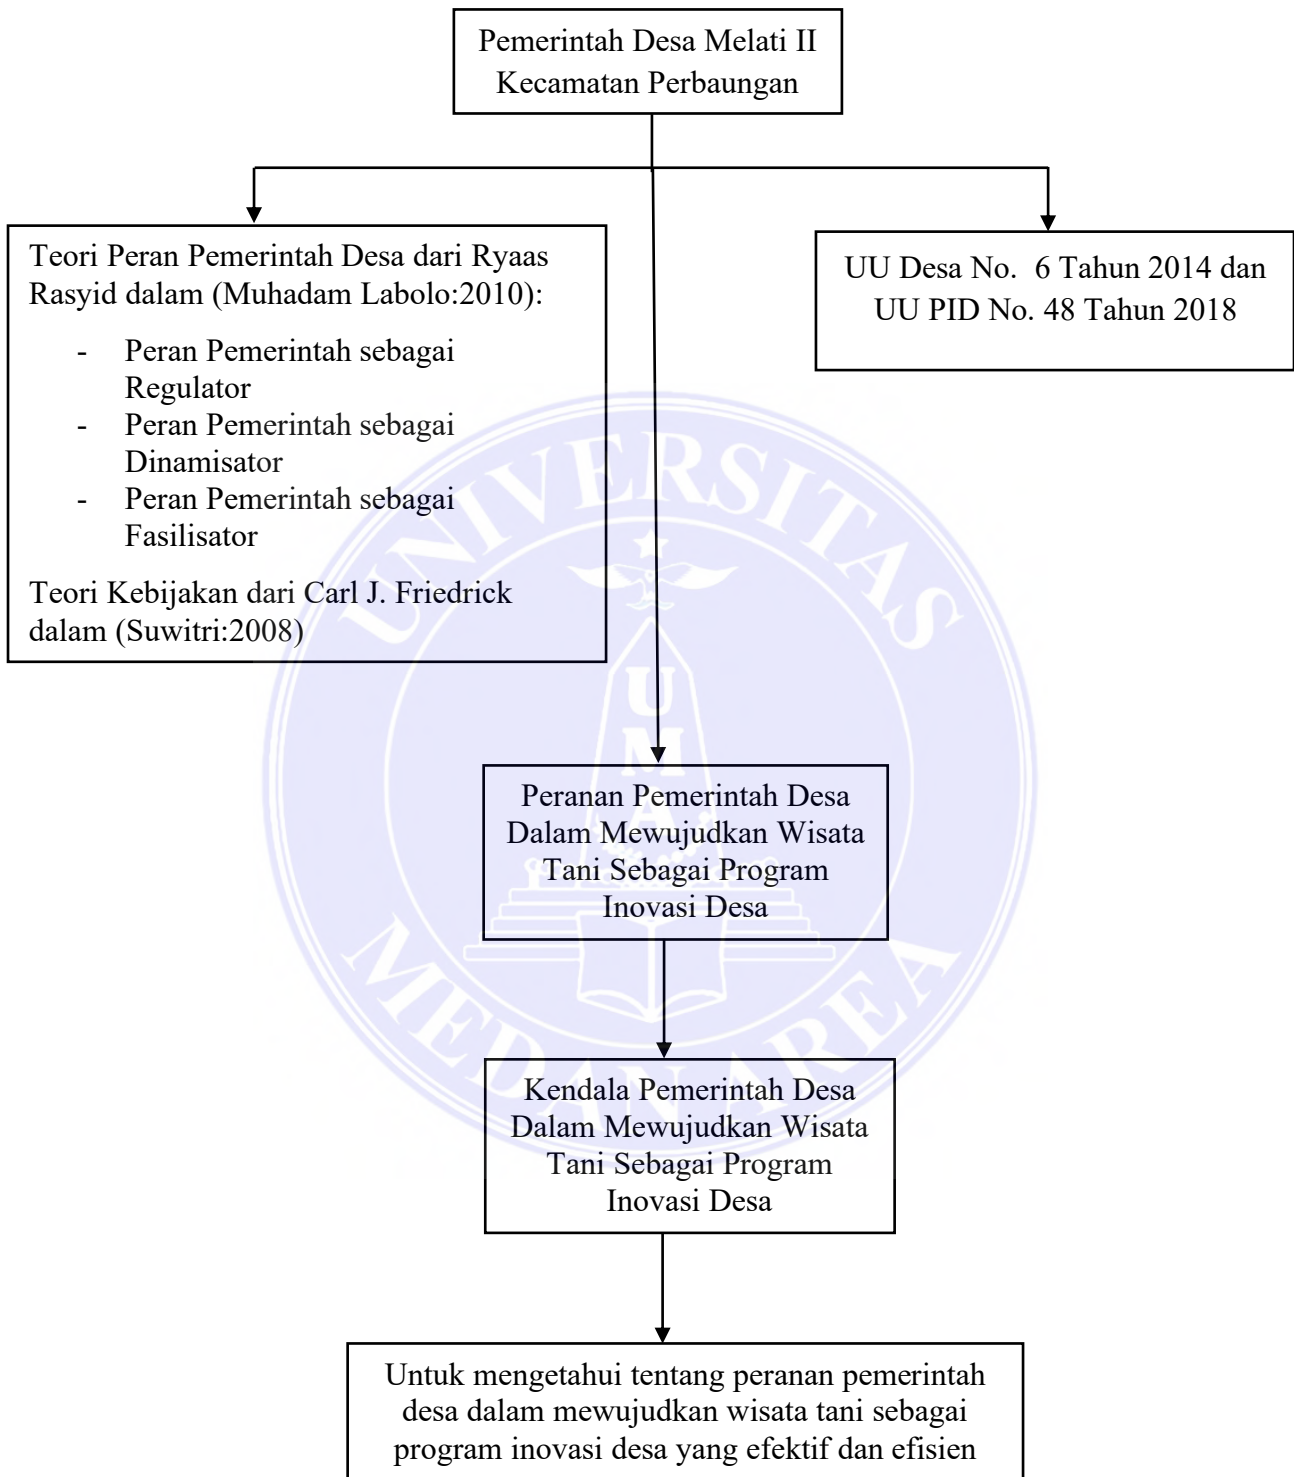 Pemerintah Desa Melati II
Kecamatan Perbaungan
Teori Peran Pemerintah Desa dari Ryaas
Rasyid dalam (Muhadam Labolo:2010):
- Peran Pemerintah sebagai
Regulator
- Peran Pemerintah sebagai
Dinamisator
- Peran Pemerintah sebagai
Fasilisator
Teori Kebijakan dari Carl J. Friedrick
dalam (Suwitri:2008)
UU Desa No. 6 Tahun 2014 dan
UU PID No. 48 Tahun 2018
Peranan Pemerintah Desa
Dalam Mewujudkan Wisata
Tani Sebagai Program
Inovasi Desa
Kendala Pemerintah Desa
Dalam Mewujudkan Wisata
Tani Sebagai Program
Inovasi Desa
Untuk mengetahui tentang peranan pemerintah
desa dalam mewujudkan wisata tani sebagai
program inovasi desa yang efektif dan efisien
UNIVERSITAS
MEDAN AREA
U
M
A